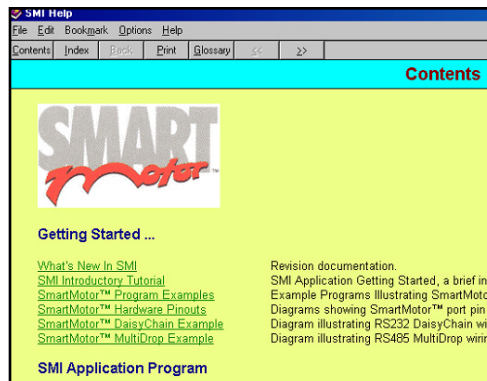 SMI Help
File Edit Bookmark Options Help
Contents Index Back Print Glossary << >>
Contents
SMART
motor™
Getting Started ...
What's New In SMI Revision documentation.
SMI Introductory Tutorial SMI Application Getting Started, a brief in
SmartMotor™ Program Examples Example Programs Illustrating SmartMoto
SmartMotor™ Hardware Pinouts Diagrams showing SmartMotor™ port pin
SmartMotor™ DaisyChain Example Diagram illustrating RS232 DaisyChain wi
SmartMotor™ MultiDrop Example Diagram illustrating RS485 MultiDrop wirin
SMI Application Program